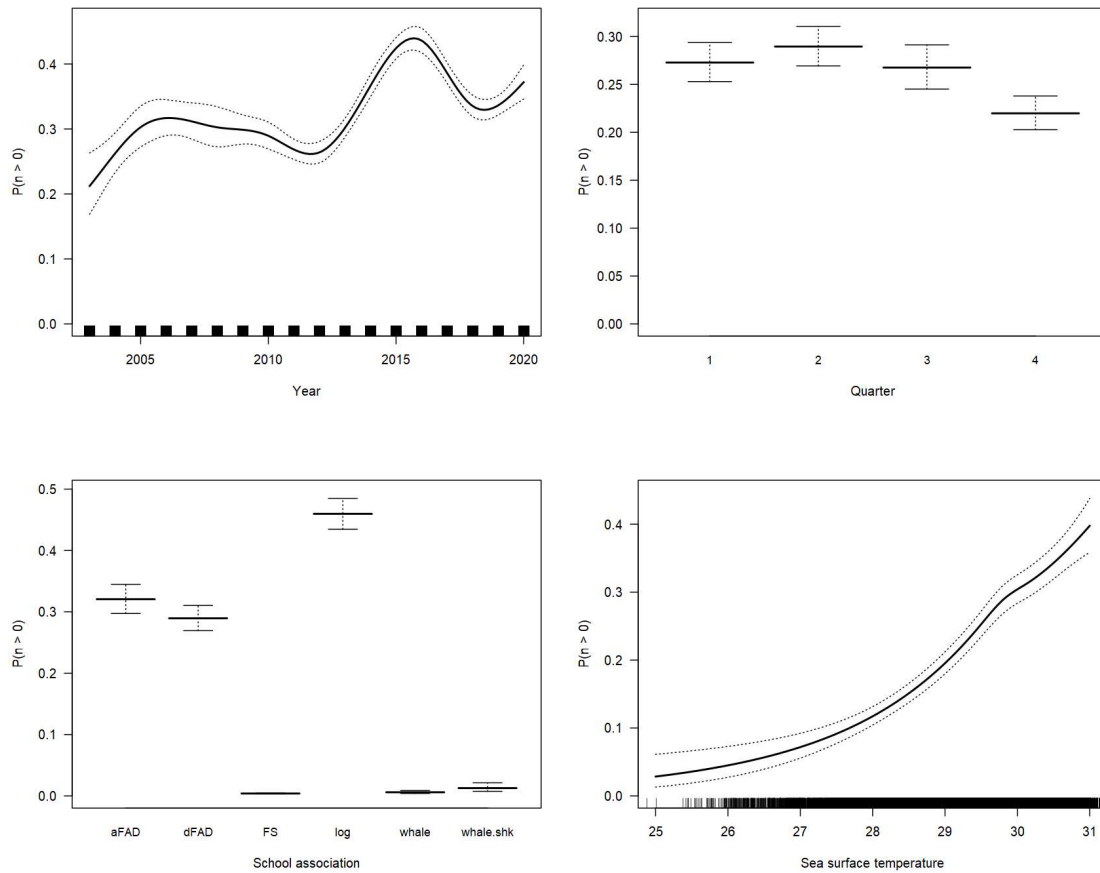 P(n > 0)
0.4
0.3
0.2
0.1
0.0
2005 2010 2015 2020
Year
P(n > 0)
0.30
0.25
0.20
0.15
0.10
0.05
0.00
1 2 3 4
Quarter
P(n > 0)
0.5
0.4
0.3
0.2
0.1
0.0
aFAD dFAD FS log whale whale.shk
School association
P(n > 0)
0.4
0.3
0.2
0.1
0.0
25 26 27 28 29 30 31
Sea surface temperature